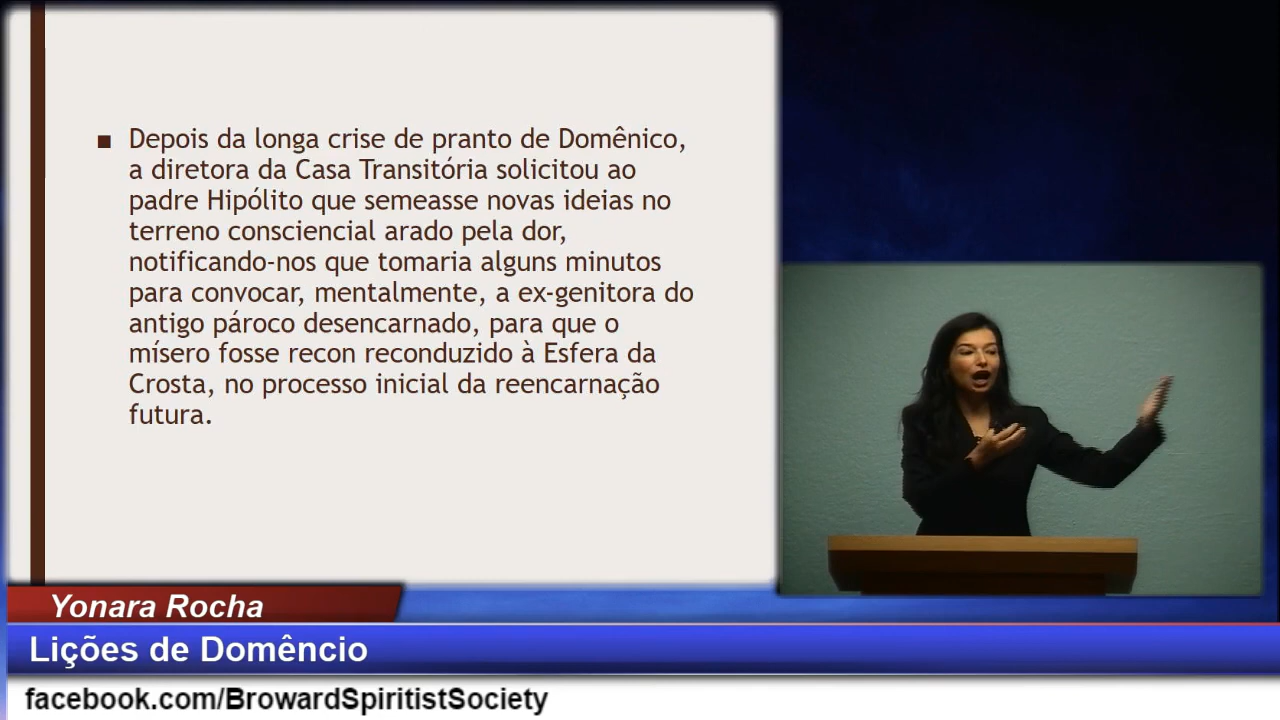 Depois da longa crise de pranto de Domênico,
a diretora da Casa Transitória solicitou ao
padre Hipólito que semeasse novas ideias no
terreno consciencial arado pela dor,
notificando-nos que tomaria alguns minutos
para convocar, mentalmente, a ex-genitora do
antigo pároco desencarnado, para que o
mísero fosse recon reconduzido à Esfera da
Crosta, no processo inicial da reencarnação
futura.
Yonara Rocha
Lições de Domêncio
facebook.com/BrowardSpiritistSociety